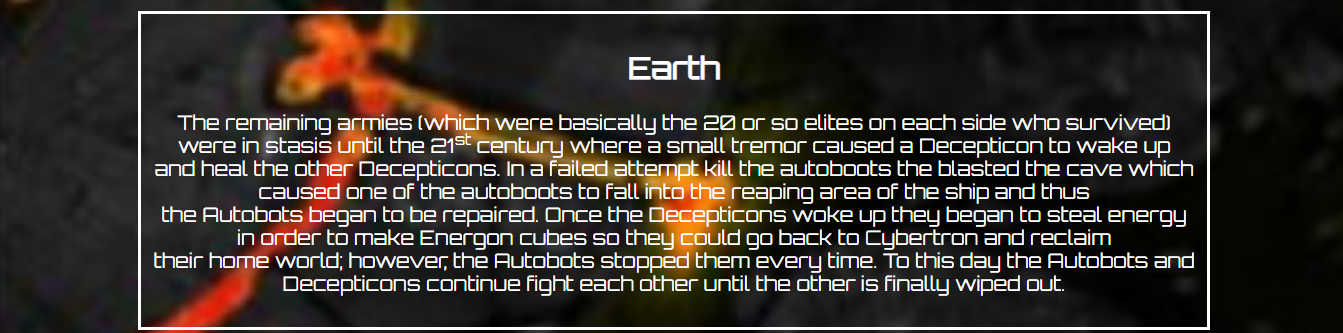 Earth
The remaining armies (which were basically the 20 or so elites on each side who survived)
were in stasis until the 21st century where a small tremor caused a Decepticon to wake up
and heal the other Decepticons. In a failed attempt kill the autoboots the blasted the cave which
caused one of the autoboots to fall into the reaping area of the ship and thus
the Autobots began to be repaired. Once the Decepticons woke up they began to steal energy
in order to make Energon cubes so they could go back to Cybertron and reclaim
their home world; however, the Autobots stopped them every time. To this day the Autobots and
Decepticons continue fight each other until the other is finally wiped out.